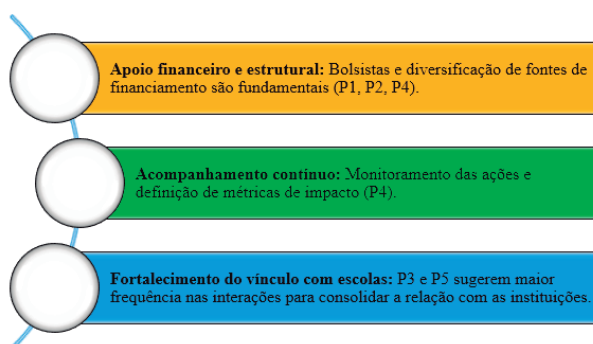 Apoio financeiro e estrutural: Bolsistas e diversificação de fontes de
financiamento são fundamentais (P1, P2, P4).
Acompanhamento contínuo: Monitoramento das ações e
definição de métricas de impacto (P4).
Fortalecimento do vínculo com escolas: P3 e P5 sugerem maior
frequência nas interações para consolidar a relação com as instituições.